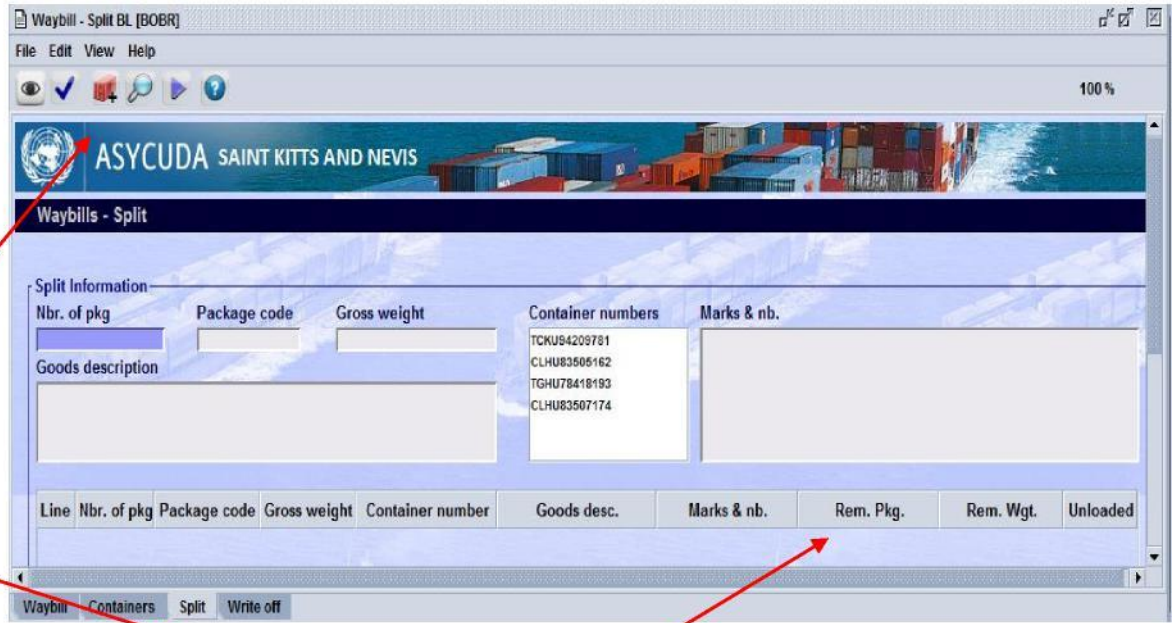 Waybill - Split BL [BOBR]
File Edit View Help
100 %
ASYCUDA SAINT KITTS AND NEVIS
Waybills - Split
Split Information
Nbr. of pkg Package code Gross weight Container numbers Marks & nb.
TCKU94209781
CLHU83505162
TGHU78418193
CLHU83507174
Goods description
Line Nbr. of pkg Package code Gross weight Container number Goods desc. Marks & nb. Rem. Pkg. Rem. Wgt. Unloaded
Waybill Containers Split Write off